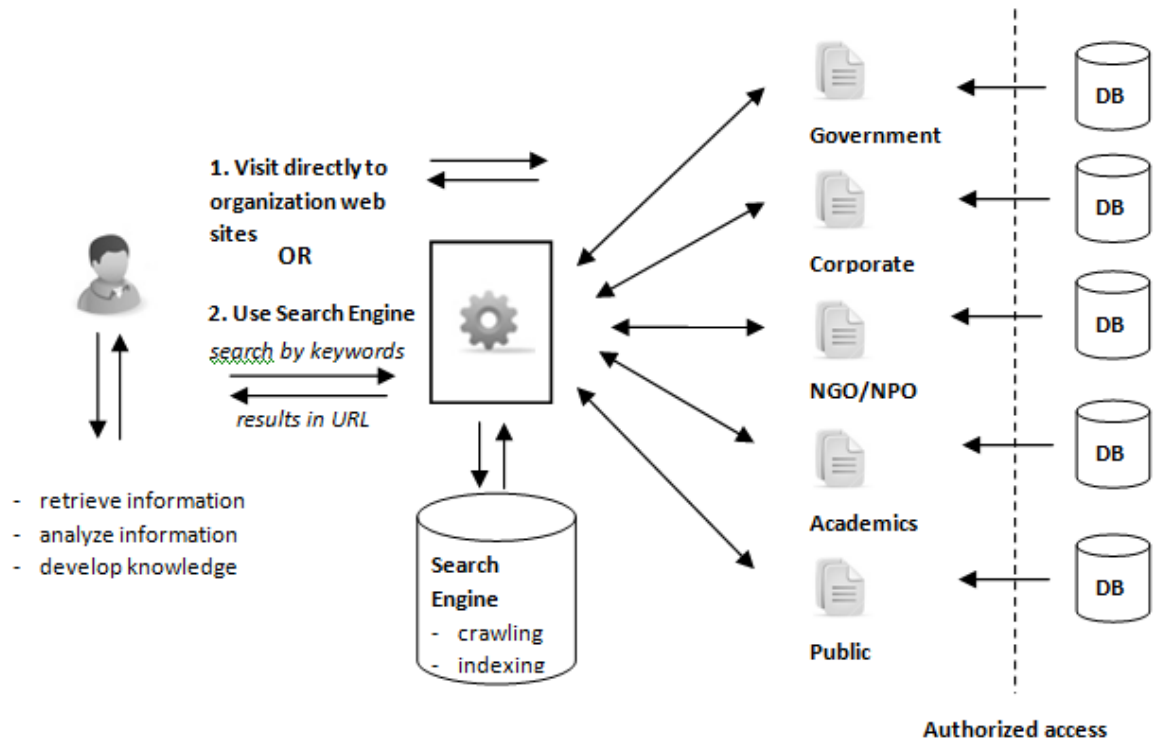 1. Visit directly to
organization web
sites
OR
2. Use Search Engine
search by keywords
results in URL
- retrieve information
- analyze information
- develop knowledge
Search
Engine
- crawling
- indexing
Government
Corporate
NGO/NPO
Academics
Public
DB
DB
DB
DB
DB
Authorized access